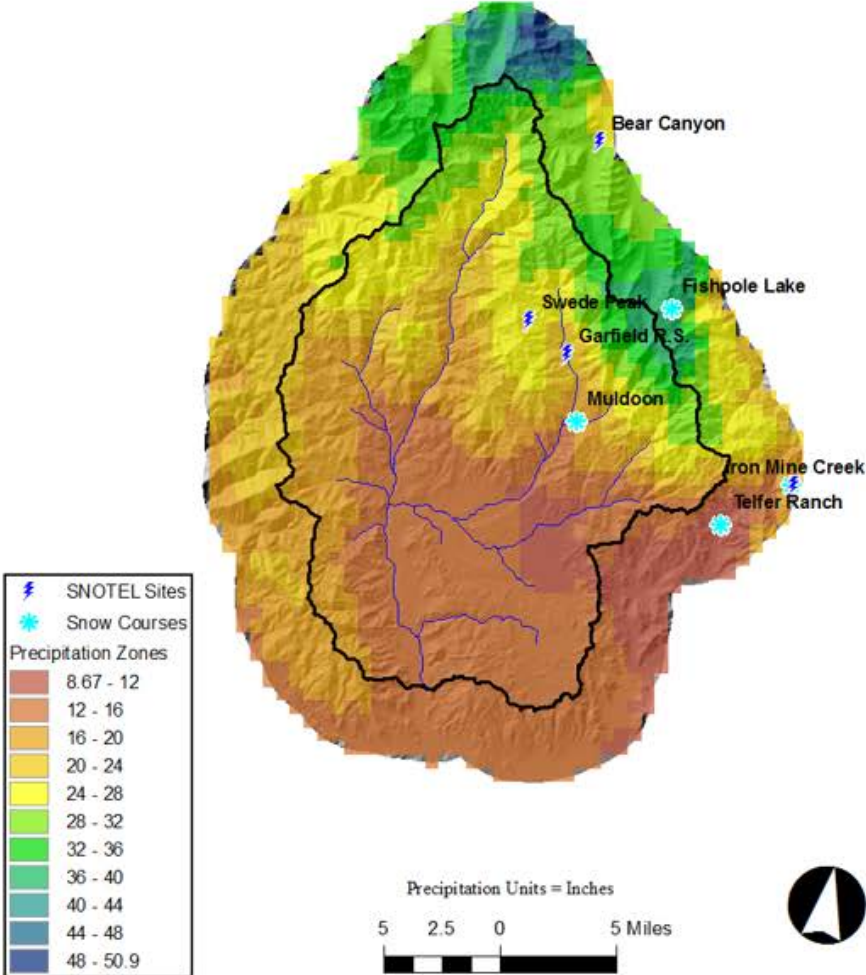 Bear Canyon
Fishpole Lake
Swede Peak
Garfield R.S.
Muldoon
Iron Mine Creek
Telfer Ranch
SNOTEL Sites
Snow Courses
Precipitation Zones
8.67 - 12
12 - 16
16 - 20
20 - 24
24 - 28
28 - 32
32 - 36
36 - 40
40 - 44
44 - 48
48 - 50.9
Precipitation Units = Inches
5 2.5 0 5 Miles